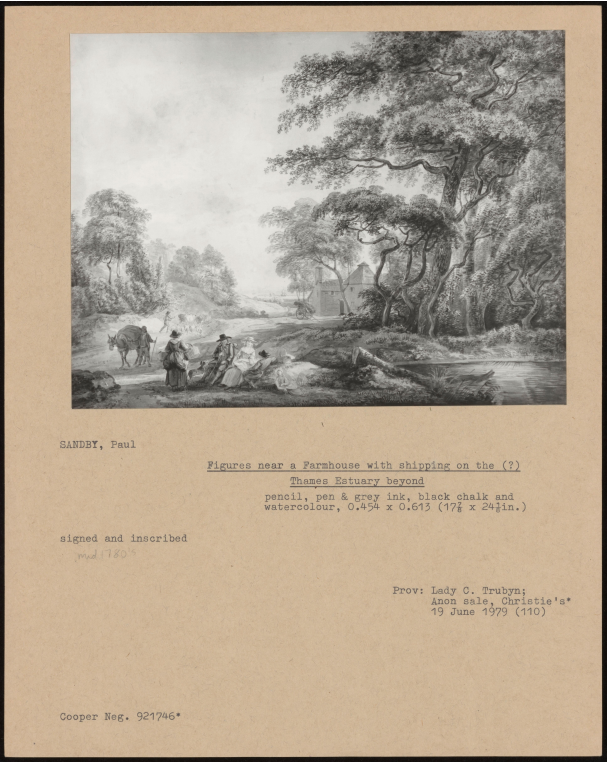 SANDBY, Paul
Figures near a Farmhouse with shipping on the (?)
Thames Estuary beyond
pencil, pen & grey ink, black chalk and
watercolour, 0.454 x 0.613 (17⅞ x 24⅛in.)
signed and inscribed
mid 1780's
Prov: Lady C. Trubyn;
Anon sale, Christie's*
19 June 1979 (110)
Cooper Neg. 921746*